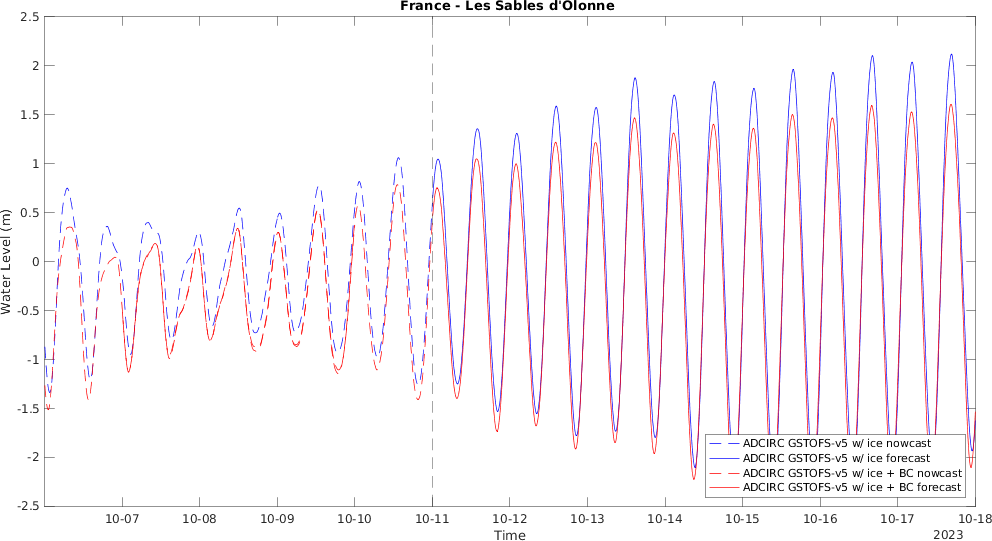 France - Les Sables d'Olonne
2.5
2
1.5
1
0.5
0
-0.5
-1
-1.5
-2
-2.5
Water Level (m)
ADCIRC GSTOFS-v5 w/ ice nowcast
ADCIRC GSTOFS-v5 w/ ice forecast
ADCIRC GSTOFS-v5 w/ ice + BC nowcast
ADCIRC GSTOFS-v5 w/ ice + BC forecast
10-07 10-08 10-09 10-10 10-11 10-12 10-13 10-14 10-15 10-16 10-17 10-18
Time
2023